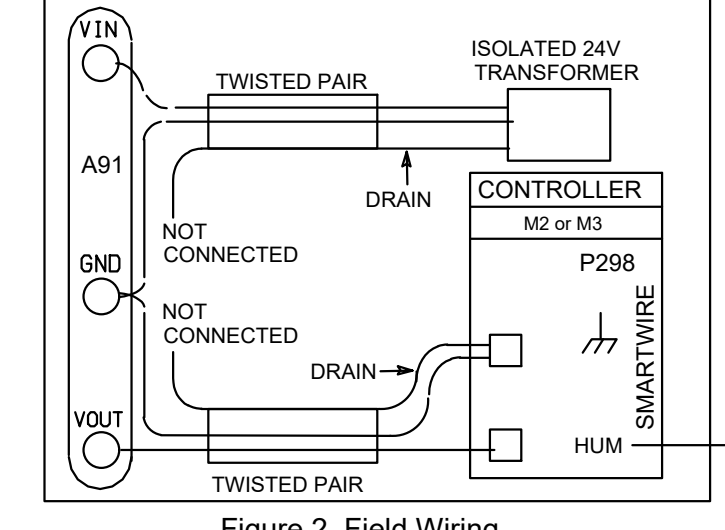 VIN
ISOLATED 24V
TRANSFORMER
TWISTED PAIR
A91
DRAIN
CONTROLLER
M2 or M3
NOT
CONNECTED
GND
P298
NOT
CONNECTED
SMARTWIRE
DRAIN
VOUT
HUM
TWISTED PAIR
Figure 2. Field Wiring